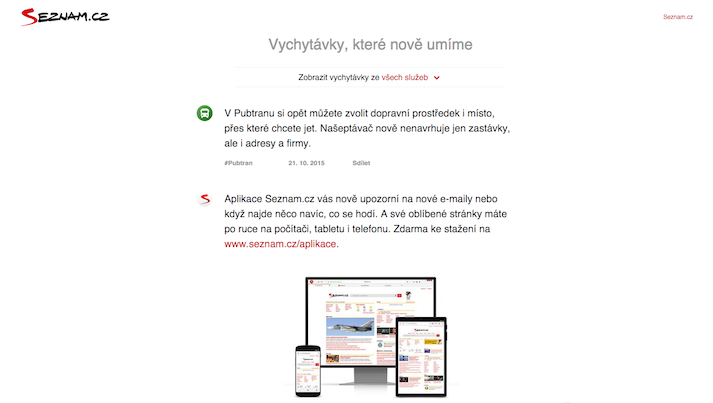 SEZNAM.CZ
Seznam.cz
Vychytávky, které nově umíme
Zobrazit vychytávky ze všech služeb
V Pubtranu si opět můžete zvolit dopravní prostředek i místo,
přes které chcete jet. Našeptávač nově nenavrhuje jen zastávky,
ale i adresy a firmy.
#Pubtran 21. 10. 2015 Sdílet
Aplikace Seznam.cz vás nově upozorní na nové e-maily nebo
když najde něco navíc, co se hodí. A své oblíbené stránky máte
po ruce na počítači, tabletu i telefonu. Zdarma ke stažení na
www.seznam.cz/aplikace.
SEZNAM.CZ